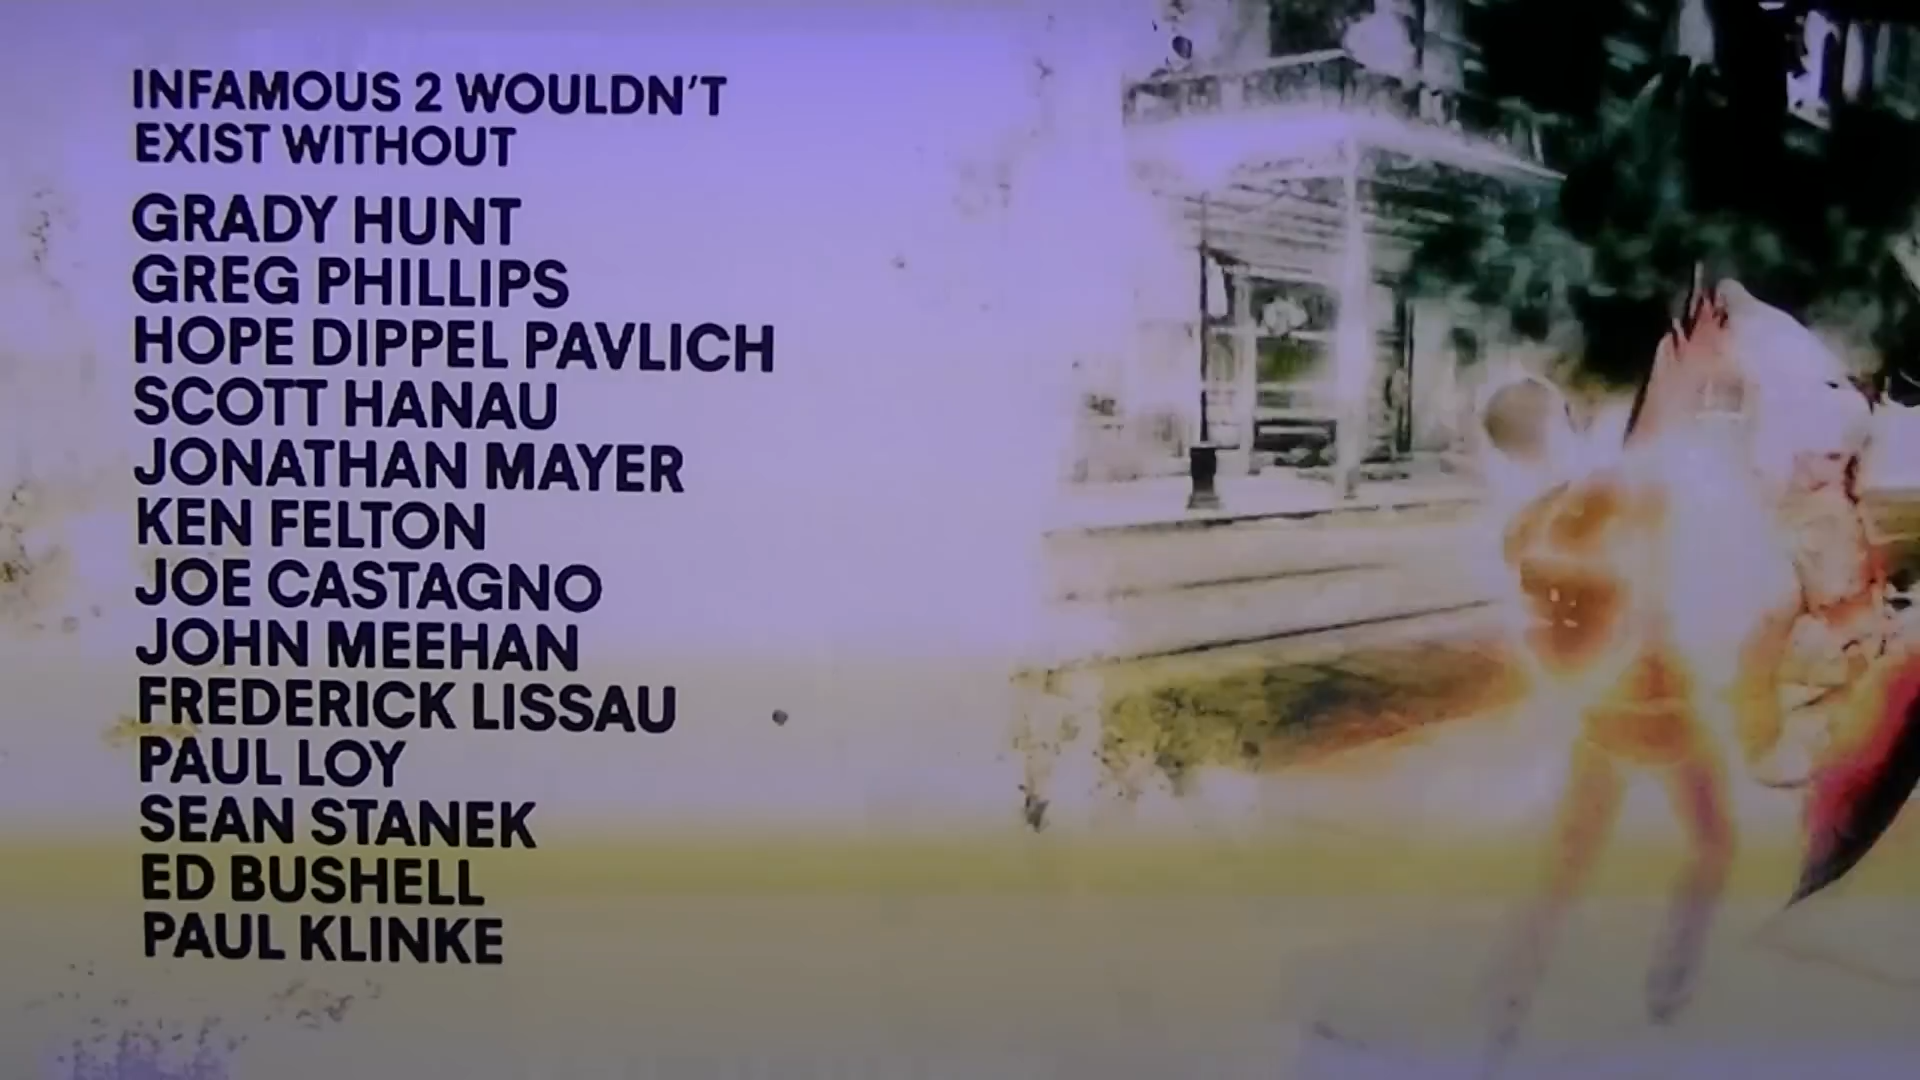 INFAMOUS 2 WOULDN'T
EXIST WITHOUT
GRADY HUNT
GREG PHILLIPS
HOPE DIPPEL PAVLICH
SCOTT HANAU
JONATHAN MAYER
KEN FELTON
JOE CASTAGNO
JOHN MEEHAN
FREDERICK LISSAU
PAUL LOY
SEAN STANEK
ED BUSHELL
PAUL KLINKE